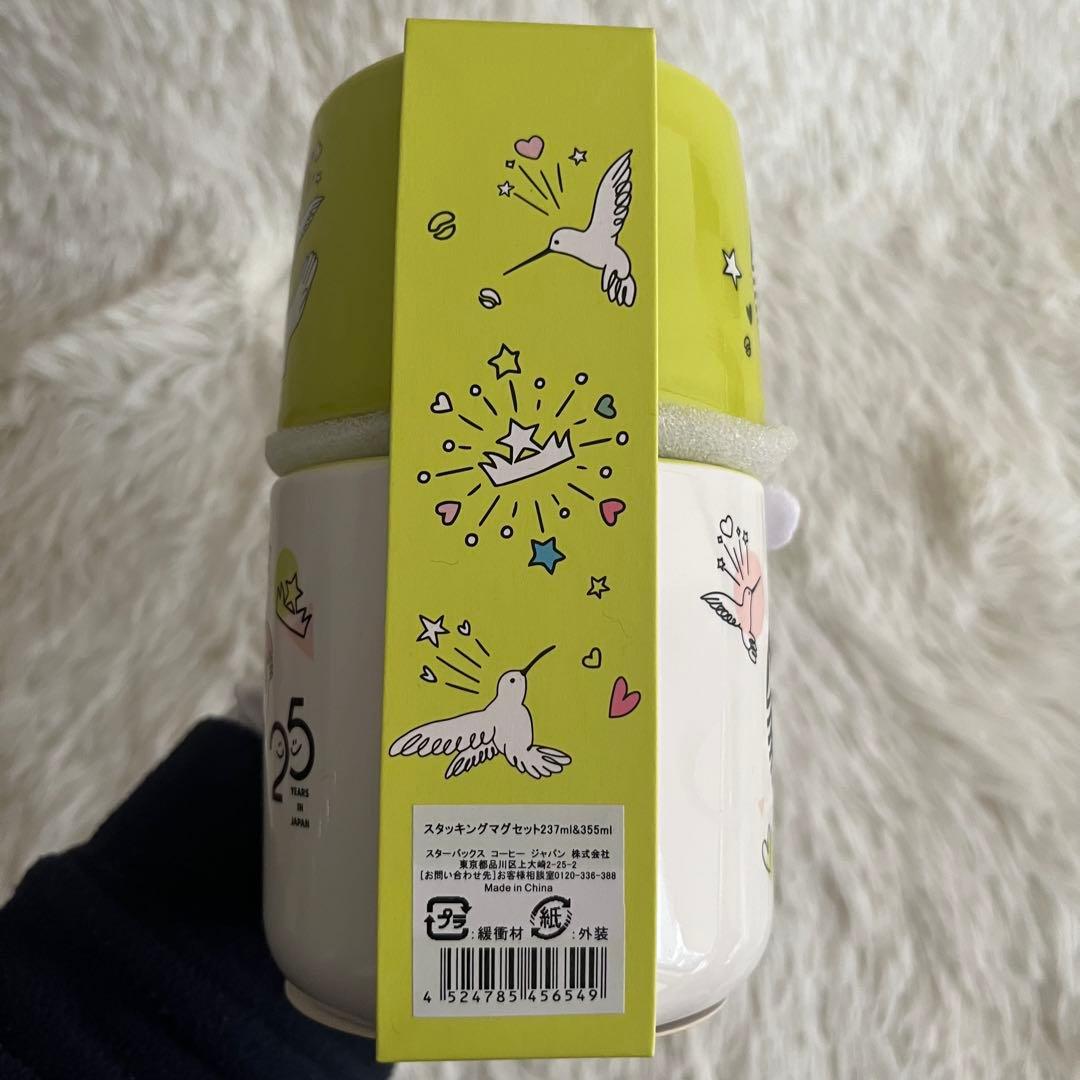 25
YEARS
IN
JAPAN
スタッキングマグセット237ml&355ml
スターバックス コーヒー ジャパン 株式会社
東京都品川区上大崎2-25-2
[お問い合わせ先]お客様相談室0120-336-388
Made in China
プラ:緩衝材 紙:外装
4 524785 456549